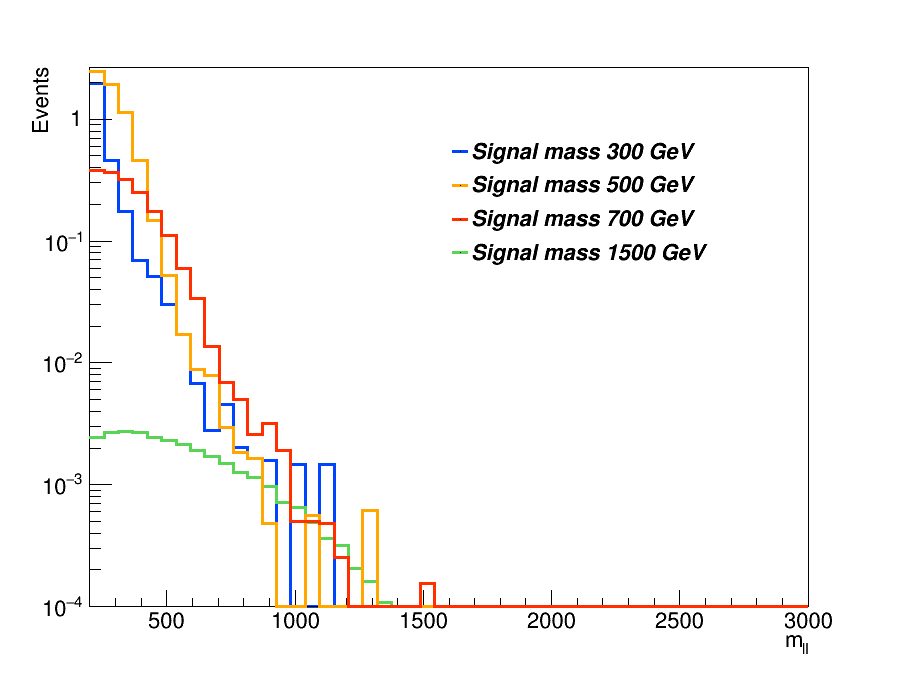 Events
1
10⁻¹
10⁻²
10⁻³
10⁻⁴
Signal mass 300 GeV
Signal mass 500 GeV
Signal mass 700 GeV
Signal mass 1500 GeV
500 1000 1500 2000 2500 3000
m_ll